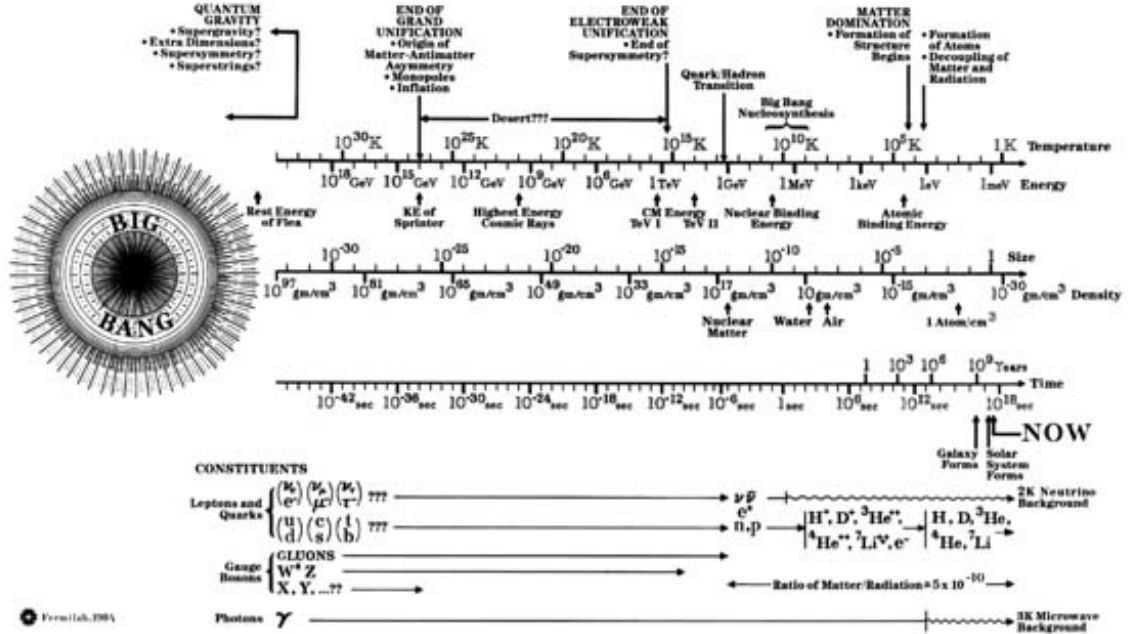 QUANTUM
GRAVITY
• Supergravity?
• Extra Dimensions?
• Supersymmetry?
• Superstrings?
END OF
GRAND
UNIFICATION
• Origin of
Matter-Antimatter
Asymmetry
• Monopoles
• Inflation
END OF
ELECTROWEAK
UNIFICATION
• End of
Supersymmetry?
Quark/Hadron
Transition
Big Bang
Nucleosynthesis
MATTER
DOMINATION
• Formation of
Structure
Begins
• Formation
of Atoms
• Decoupling of
Matter and
Radiation
Desert???
10³⁰K 10²⁵K 10²⁰K 10¹⁵K 10¹⁰K 10⁵K 1K Temperature
10¹⁸GeV 10¹⁵GeV 10¹²GeV 10⁹GeV 10⁶GeV 1TeV 1GeV 1MeV 1keV 1eV 1meV Energy
Rest Energy
of Flea
KE of
Sprinter
Highest Energy
Cosmic Rays
CM Energy
TeV I TeV II
Nuclear Binding
Energy
Atomic
Binding Energy
BIG
BANG
10⁻³⁰ 10⁻²⁵ 10⁻²⁰ 10⁻¹⁵ 10⁻¹⁰ 10⁻⁵ 1 Size
10⁹⁷gm/cm³ 10⁸¹gm/cm³ 10⁶⁵gm/cm³ 10⁴⁹gm/cm³ 10³³gm/cm³ 10¹⁷gm/cm³ 10gm/cm³ 10⁻¹⁵gm/cm³ 10⁻³⁰gm/cm³ Density
Nuclear
Matter
Water Air
1 Atom/cm³
1 10³ 10⁶ 10⁹ Years
Time
10⁻⁴²sec 10⁻³⁶sec 10⁻³⁰sec 10⁻²⁴sec 10⁻¹⁸sec 10⁻¹²sec 10⁻⁶sec 1sec 10⁶sec 10¹²sec 10¹⁸sec
NOW
Galaxy
Forms
Solar
System
Forms
CONSTITUENTS
Leptons and
Quarks
(νe e⁻) (νμ μ⁻) (ντ τ⁻) ???
(u d) (c s) (t b) ???
ν ν̄
e⁺
n,p
H⁺, D⁺, ³He⁺⁺,
⁴He⁺⁺, ⁷Li, e⁻
H, D, ³He,
⁴He, ⁷Li
2K Neutrino
Background
Gauge
Bosons
GLUONS
W± Z
X, Y, ...??
Ratio of Matter/Radiation = 5 x 10⁻¹⁰
Photons γ
3K Microwave
Background
Fermilab, 1984